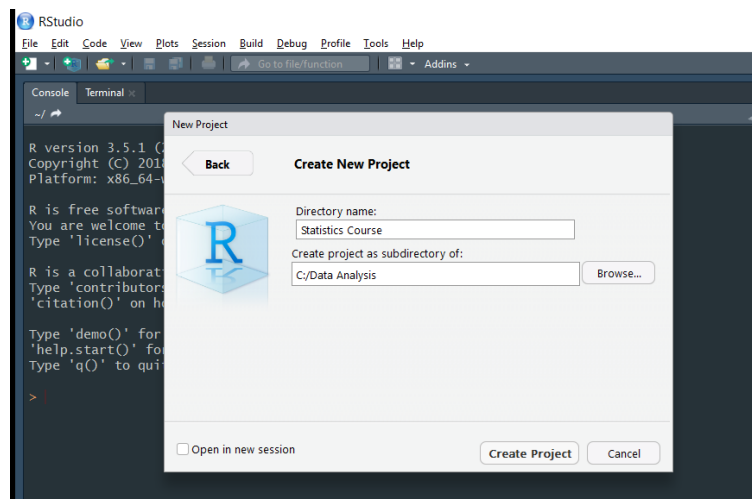 RStudio
File Edit Code View Plots Session Build Debug Profile Tools Help
Go to file/function Addins
Console Terminal
~/
New Project
R version 3.5.1 (
Copyright (C) 201
Platform: x86_64-
Back Create New Project
R is free software
You are welcome to
Type 'license()'
Directory name:
Statistics Course
Create project as subdirectory of:
C:/Data Analysis Browse...
R
R is a collaborat
Type 'contributors
'citation()' on
Type 'demo()' for
'help.start()' fo
Type 'q()' to qui
>
Open in new session Create Project Cancel